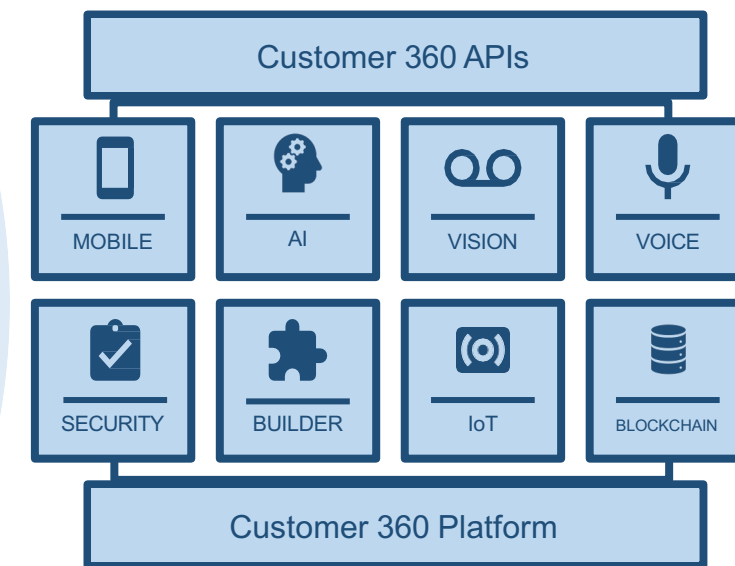 Customer 360 APIs
MOBILE
AI
VISION
VOICE
SECURITY
BUILDER
IoT
BLOCKCHAIN
Customer 360 Platform